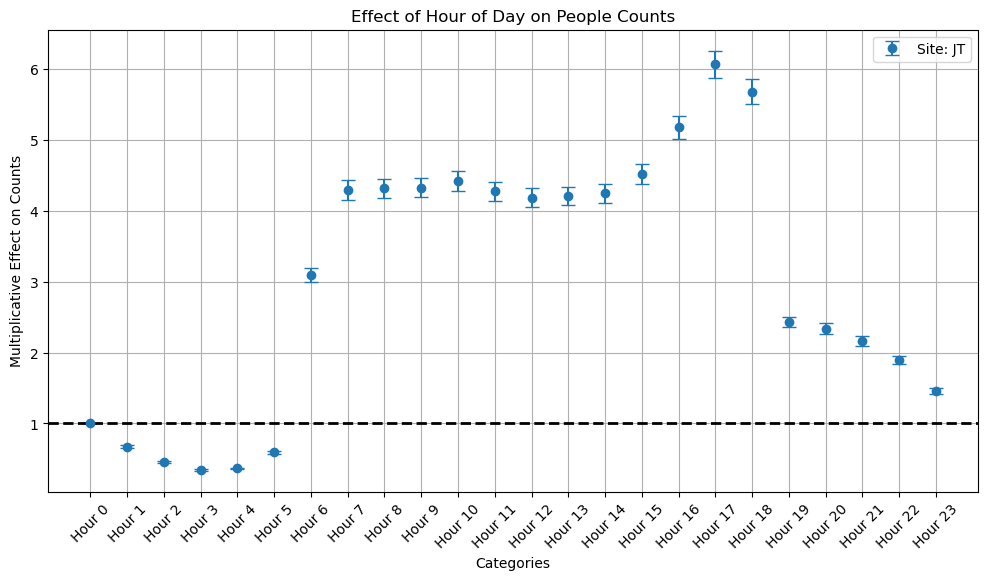 Effect of Hour of Day on People Counts
Site: JT
Multiplicative Effect on Counts
6
5
4
3
2
1
Hour 0
Hour 1
Hour 2
Hour 3
Hour 4
Hour 5
Hour 6
Hour 7
Hour 8
Hour 9
Hour 10
Hour 11
Hour 12
Hour 13
Hour 14
Hour 15
Hour 16
Hour 17
Hour 18
Hour 19
Hour 20
Hour 21
Hour 22
Hour 23
Categories